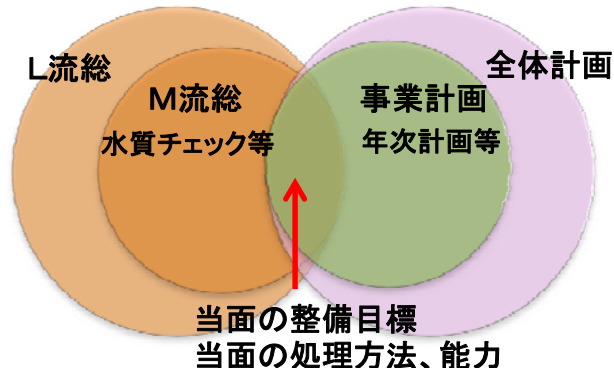 L流総
全体計画
M流総
水質チェック等
事業計画
年次計画等
当面の整備目標
当面の処理方法、能力